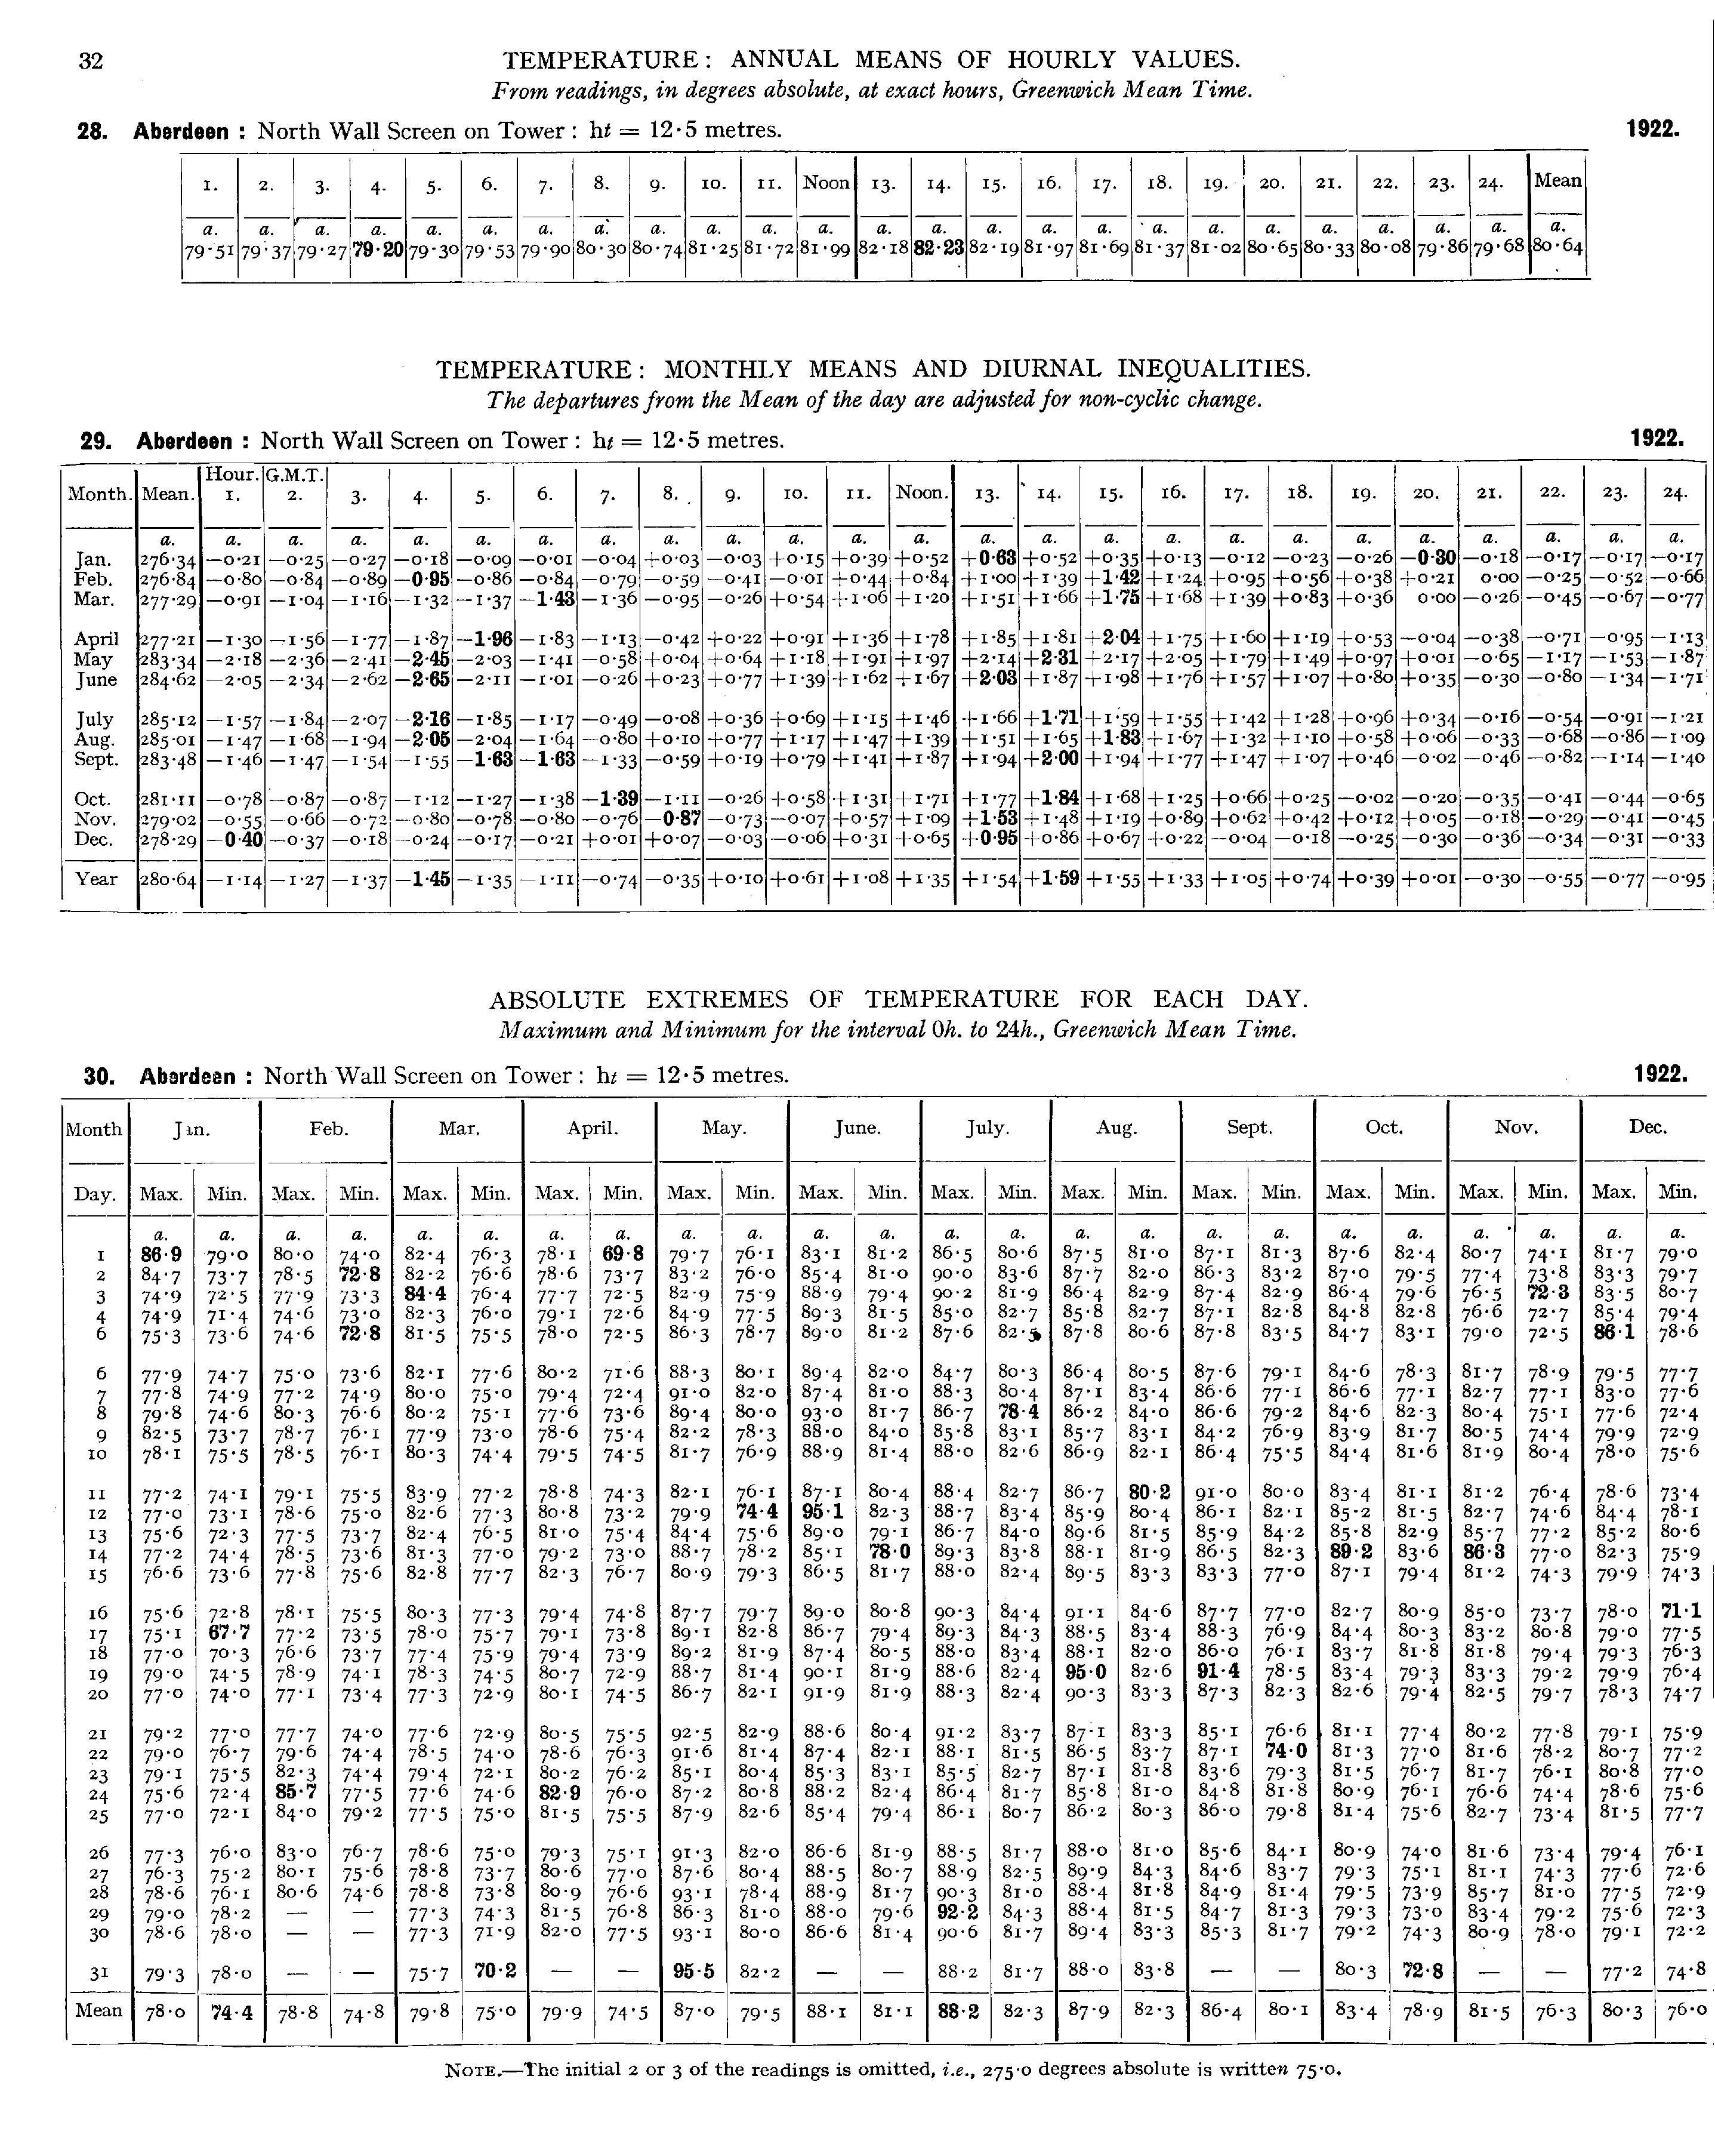 32
TEMPERATURE: ANNUAL MEANS OF HOURLY VALUES.
From readings, in degrees absolute, at exact hours, Greenwich Mean Time.
28. Aberdeen : North Wall Screen on Tower : ht = 12·5 metres. 1922.
1. 2. 3. 4. 5. 6. 7. 8. 9. 10. 11. Noon 13. 14. 15. 16. 17. 18. 19. 20. 21. 22. 23. 24. Mean
a. a. a. a. a. a. a. a. a. a. a. a. a. a. a. a. a. a. a. a. a. a. a. a. a.
79·51 79·37 79·27 79·20 79·30 79·53 79·90 80·30 80·74 81·25 81·72 81·99 82·18 82·23 82·19 81·97 81·69 81·37 81·02 80·65 80·33 80·08 79·86 79·68 80·64
TEMPERATURE: MONTHLY MEANS AND DIURNAL INEQUALITIES.
The departures from the Mean of the day are adjusted for non-cyclic change.
29. Aberdeen : North Wall Screen on Tower : ht = 12·5 metres. 1922.
Hour. G.M.T.
Month. Mean. 1. 2. 3. 4. 5. 6. 7. 8. 9. 10. 11. Noon. 13. 14. 15. 16. 17. 18. 19. 20. 21. 22. 23. 24.
a. a. a. a. a. a. a. a. a. a. a. a. a. a. a. a. a. a. a. a. a. a. a. a. a.
Jan. 276·34 −0·21 −0·25 −0·27 −0·18 −0·09 −0·01 −0·04 +0·03 −0·03 +0·15 +0·39 +0·52 +0·63 +0·52 +0·35 +0·13 −0·12 −0·23 −0·26 −0·30 −0·18 −0·17 −0·17 −0·17
Feb. 276·84 −0·80 −0·84 −0·89 −0·95 −0·86 −0·84 −0·79 −0·59 −0·41 −0·01 +0·44 +0·84 +1·00 +1·39 +1·42 +1·24 +0·95 +0·56 +0·38 +0·21 0·00 −0·25 −0·52 −0·66
Mar. 277·29 −0·91 −1·04 −1·16 −1·32 −1·37 −1·43 −1·36 −0·95 −0·26 +0·54 +1·06 +1·20 +1·51 +1·66 +1·75 +1·68 +1·39 +0·83 +0·36 0·00 −0·26 −0·45 −0·67 −0·77
April 277·21 −1·30 −1·56 −1·77 −1·87 −1·96 −1·83 −1·13 −0·42 +0·22 +0·91 +1·36 +1·78 +1·85 +1·81 +2·04 +1·75 +1·60 +1·19 +0·53 −0·04 −0·38 −0·71 −0·95 −1·13
May 283·34 −2·18 −2·36 −2·41 −2·45 −2·03 −1·41 −0·58 +0·04 +0·64 +1·18 +1·91 +1·97 +2·14 +2·31 +2·17 +2·05 +1·79 +1·49 +0·97 +0·01 −0·65 −1·17 −1·53 −1·87
June 284·62 −2·05 −2·34 −2·62 −2·65 −2·11 −1·01 −0·26 +0·23 +0·77 +1·39 +1·62 +1·67 +2·03 +1·87 +1·98 +1·76 +1·57 +1·07 +0·80 +0·35 −0·30 −0·80 −1·34 −1·71
July 285·12 −1·57 −1·84 −2·07 −2·16 −1·85 −1·17 −0·49 −0·08 +0·36 +0·69 +1·15 +1·46 +1·66 +1·71 +1·59 +1·55 +1·42 +1·28 +0·96 +0·34 −0·16 −0·54 −0·91 −1·21
Aug. 285·01 −1·47 −1·68 −1·94 −2·05 −2·04 −1·64 −0·80 +0·10 +0·77 +1·17 +1·47 +1·39 +1·51 +1·65 +1·83 +1·67 +1·32 +1·10 +0·58 +0·06 −0·33 −0·68 −0·86 −1·09
Sept. 283·48 −1·46 −1·47 −1·54 −1·55 −1·63 −1·63 −1·33 −0·59 +0·19 +0·79 +1·41 +1·87 +1·94 +2·00 +1·94 +1·77 +1·47 +1·07 +0·46 −0·02 −0·46 −0·82 −1·14 −1·40
Oct. 281·11 −0·78 −0·87 −0·87 −1·12 −1·27 −1·38 −1·39 −1·11 −0·26 +0·58 +1·31 +1·71 +1·77 +1·84 +1·68 +1·25 +0·66 +0·25 −0·02 −0·20 −0·35 −0·41 −0·44 −0·65
Nov. 279·02 −0·55 −0·66 −0·72 −0·80 −0·78 −0·80 −0·76 −0·87 −0·73 −0·07 +0·57 +1·09 +1·53 +1·48 +1·19 +0·89 +0·62 +0·42 +0·12 +0·05 −0·18 −0·29 −0·41 −0·45
Dec. 278·29 −0·40 −0·37 −0·18 −0·24 −0·17 −0·21 +0·01 +0·07 −0·03 −0·06 +0·31 +0·65 +0·95 +0·86 +0·67 +0·22 −0·04 −0·18 −0·25 −0·30 −0·36 −0·34 −0·31 −0·33
Year 280·64 −1·14 −1·27 −1·37 −1·45 −1·35 −1·11 −0·74 −0·35 +0·10 +0·61 +1·08 +1·35 +1·54 +1·59 +1·55 +1·33 +1·05 +0·74 +0·39 +0·01 −0·30 −0·55 −0·77 −0·95
ABSOLUTE EXTREMES OF TEMPERATURE FOR EACH DAY.
Maximum and Minimum for the interval 0h. to 24h., Greenwich Mean Time.
30. Aberdeen : North Wall Screen on Tower : ht = 12·5 metres. 1922.
Month Jan. Feb. Mar. April. May. June. July. Aug. Sept. Oct. Nov. Dec.
Day. Max. Min. Max. Min. Max. Min. Max. Min. Max. Min. Max. Min. Max. Min. Max. Min. Max. Min. Max. Min. Max. Min. Max. Min.
a. a. a. a. a. a. a. a. a. a. a. a. a. a. a. a. a. a. a. a. a. a. a. a.
1 86·9 79·0 80·0 74·0 82·4 76·3 78·1 69·8 79·7 76·1 83·1 81·2 86·5 80·6 87·5 81·0 87·1 81·3 87·6 82·4 80·7 74·1 81·7 79·0
2 84·7 73·7 78·5 72·8 82·2 76·6 78·6 73·7 83·2 76·0 85·4 81·0 90·0 83·6 87·7 82·0 86·3 83·2 87·0 79·5 77·4 73·8 83·3 79·7
3 74·9 72·5 77·9 73·3 84·4 76·4 77·7 72·5 82·9 75·9 88·9 79·4 90·2 81·9 86·4 82·9 87·4 82·9 86·4 79·6 76·5 72·3 83·5 80·7
4 74·9 71·4 74·6 73·0 82·3 76·0 79·1 72·6 84·9 77·5 89·3 81·5 85·0 82·7 85·8 82·7 87·1 82·8 84·8 82·8 76·6 72·7 85·4 79·4
6 75·3 73·6 74·6 72·8 81·5 75·5 78·0 72·5 86·3 78·7 89·0 81·2 87·6 82·5 87·8 80·6 87·8 83·5 84·7 83·1 79·0 72·5 86·1 78·6
6 77·9 74·7 75·0 73·6 82·1 77·6 80·2 71·6 88·3 80·1 89·4 82·0 84·7 80·3 86·4 80·5 87·6 79·1 84·6 78·3 81·7 78·9 79·5 77·7
7 77·8 74·9 77·2 74·9 80·0 75·0 79·4 72·4 91·0 82·0 87·4 81·0 88·3 80·4 87·1 83·4 86·6 77·1 86·6 77·1 82·7 77·1 83·0 77·6
8 79·8 74·6 80·3 76·6 80·2 75·1 77·6 73·6 89·4 80·0 93·0 81·7 86·7 78·4 86·2 84·0 86·6 79·2 84·6 82·3 80·4 75·1 77·6 72·4
9 82·5 73·7 78·7 76·1 77·9 73·0 78·6 75·4 82·2 78·3 88·0 84·0 85·8 83·1 85·7 83·1 84·2 76·9 83·9 81·7 80·5 74·4 79·9 72·9
10 78·1 75·5 78·5 76·1 80·3 74·4 79·5 74·5 81·7 76·9 88·9 81·4 88·0 82·6 86·9 82·1 86·4 75·5 84·4 81·6 81·9 80·4 78·0 75·6
11 77·2 74·1 79·1 75·5 83·9 77·2 78·8 74·3 82·1 76·1 87·1 80·4 88·4 82·7 86·7 80·2 91·0 80·0 83·4 81·1 81·2 76·4 78·6 73·4
12 77·0 73·1 78·6 75·0 82·6 77·3 80·8 73·2 79·9 74·4 95·1 82·3 88·7 83·4 85·9 80·4 86·1 82·1 85·2 81·5 82·7 74·6 84·4 78·1
13 75·6 72·3 77·5 73·7 82·4 76·5 81·0 75·4 84·4 75·6 89·0 79·1 86·7 84·0 89·6 81·5 85·9 84·2 85·8 82·9 85·7 77·2 85·2 80·6
14 77·2 74·4 78·5 73·6 81·3 77·0 79·2 73·0 88·7 78·2 85·1 78·0 89·3 83·8 88·1 81·9 86·5 82·3 89·2 83·6 86·3 77·0 82·3 75·9
15 76·6 73·6 77·8 75·6 82·8 77·7 82·3 76·7 80·9 79·3 86·5 81·7 88·0 82·4 89·5 83·3 83·3 77·0 87·1 79·4 81·2 74·3 79·9 74·3
16 75·6 72·8 78·1 75·5 80·3 77·3 79·4 74·8 87·7 79·7 89·0 80·8 90·3 84·4 91·1 84·6 87·7 77·0 82·7 80·9 85·0 73·7 78·0 71·1
17 75·1 67·7 77·2 73·5 78·0 75·7 79·1 73·8 89·1 82·8 86·7 79·4 89·3 84·3 88·5 83·4 88·3 76·9 84·4 80·3 83·2 80·8 79·0 77·5
18 77·0 70·3 76·6 73·7 77·4 75·9 79·4 73·9 89·2 81·9 87·4 80·5 88·0 83·4 88·1 82·0 86·0 76·1 83·7 81·8 81·8 79·4 79·3 76·3
19 79·0 74·5 78·9 74·1 78·3 74·5 80·7 72·9 88·7 81·4 90·1 81·9 88·6 82·4 95·0 82·6 91·4 78·5 83·4 79·3 83·3 79·2 79·9 76·4
20 77·0 74·0 77·1 73·4 77·3 72·9 80·1 74·5 86·7 82·1 91·9 81·9 88·3 82·4 90·3 83·3 87·3 82·3 82·6 79·4 82·5 79·7 78·3 74·7
21 79·2 77·0 77·7 74·0 77·6 72·9 80·5 75·5 92·5 82·9 88·6 80·4 91·2 83·7 87·1 83·3 85·1 76·6 81·1 77·4 80·2 77·8 79·1 75·9
22 79·0 76·7 79·6 74·4 78·5 74·0 78·6 76·3 91·6 81·4 87·4 82·1 88·1 81·5 86·5 83·7 87·1 74·0 81·3 77·0 81·6 78·2 80·7 77·2
23 79·1 75·5 82·3 74·4 79·4 72·1 80·2 76·2 85·1 80·4 85·3 83·1 85·5 82·7 87·1 81·8 83·6 79·3 81·5 76·7 81·7 76·1 80·8 77·0
24 75·6 72·4 85·7 77·5 77·6 74·6 82·9 76·0 87·2 80·8 88·2 82·4 86·4 81·7 85·8 81·0 84·8 81·8 80·9 76·1 76·6 74·4 78·6 75·6
25 77·0 72·1 84·0 79·2 77·5 75·0 81·5 75·5 87·9 82·6 85·4 79·4 86·1 80·7 86·2 80·3 86·0 79·8 81·4 75·6 82·7 73·4 81·5 77·7
26 77·3 76·0 83·0 76·7 78·6 75·0 79·3 75·1 91·3 82·0 86·6 81·9 88·5 81·7 88·0 81·0 85·6 84·1 80·9 74·0 81·6 73·4 79·4 76·1
27 76·3 75·2 80·1 75·6 78·8 73·7 80·6 77·0 87·6 80·4 88·5 80·7 88·9 82·5 89·9 84·3 84·6 83·7 79·3 75·1 81·1 74·3 77·6 72·6
28 78·6 76·1 80·6 74·6 78·8 73·8 80·9 76·6 93·1 78·4 88·9 81·7 90·3 81·0 88·4 81·8 84·9 81·4 79·5 73·9 85·7 81·0 77·5 72·9
29 79·0 78·2 — — 77·3 74·3 81·5 76·8 86·3 81·0 88·0 79·6 92·2 84·3 88·4 81·5 84·7 81·3 79·3 73·0 83·4 79·2 75·6 72·3
30 78·6 78·0 — — 77·3 71·9 82·0 77·5 93·1 80·0 86·6 81·4 90·6 81·7 89·4 83·3 85·3 81·7 79·2 74·3 80·9 78·0 79·1 72·2
31 79·3 78·0 — — 75·7 70·2 — — 95·5 82·2 — — 88·2 81·7 88·0 83·8 — — 80·3 72·8 — — 77·2 74·8
Mean 78·0 74·4 78·8 74·8 79·8 75·0 79·9 74·5 87·0 79·5 88·1 81·1 88·2 82·3 87·9 82·3 86·4 80·1 83·4 78·9 81·5 76·3 80·3 76·0
NOTE.—The initial 2 or 3 of the readings is omitted, i.e., 275·0 degrees absolute is written 75·0.